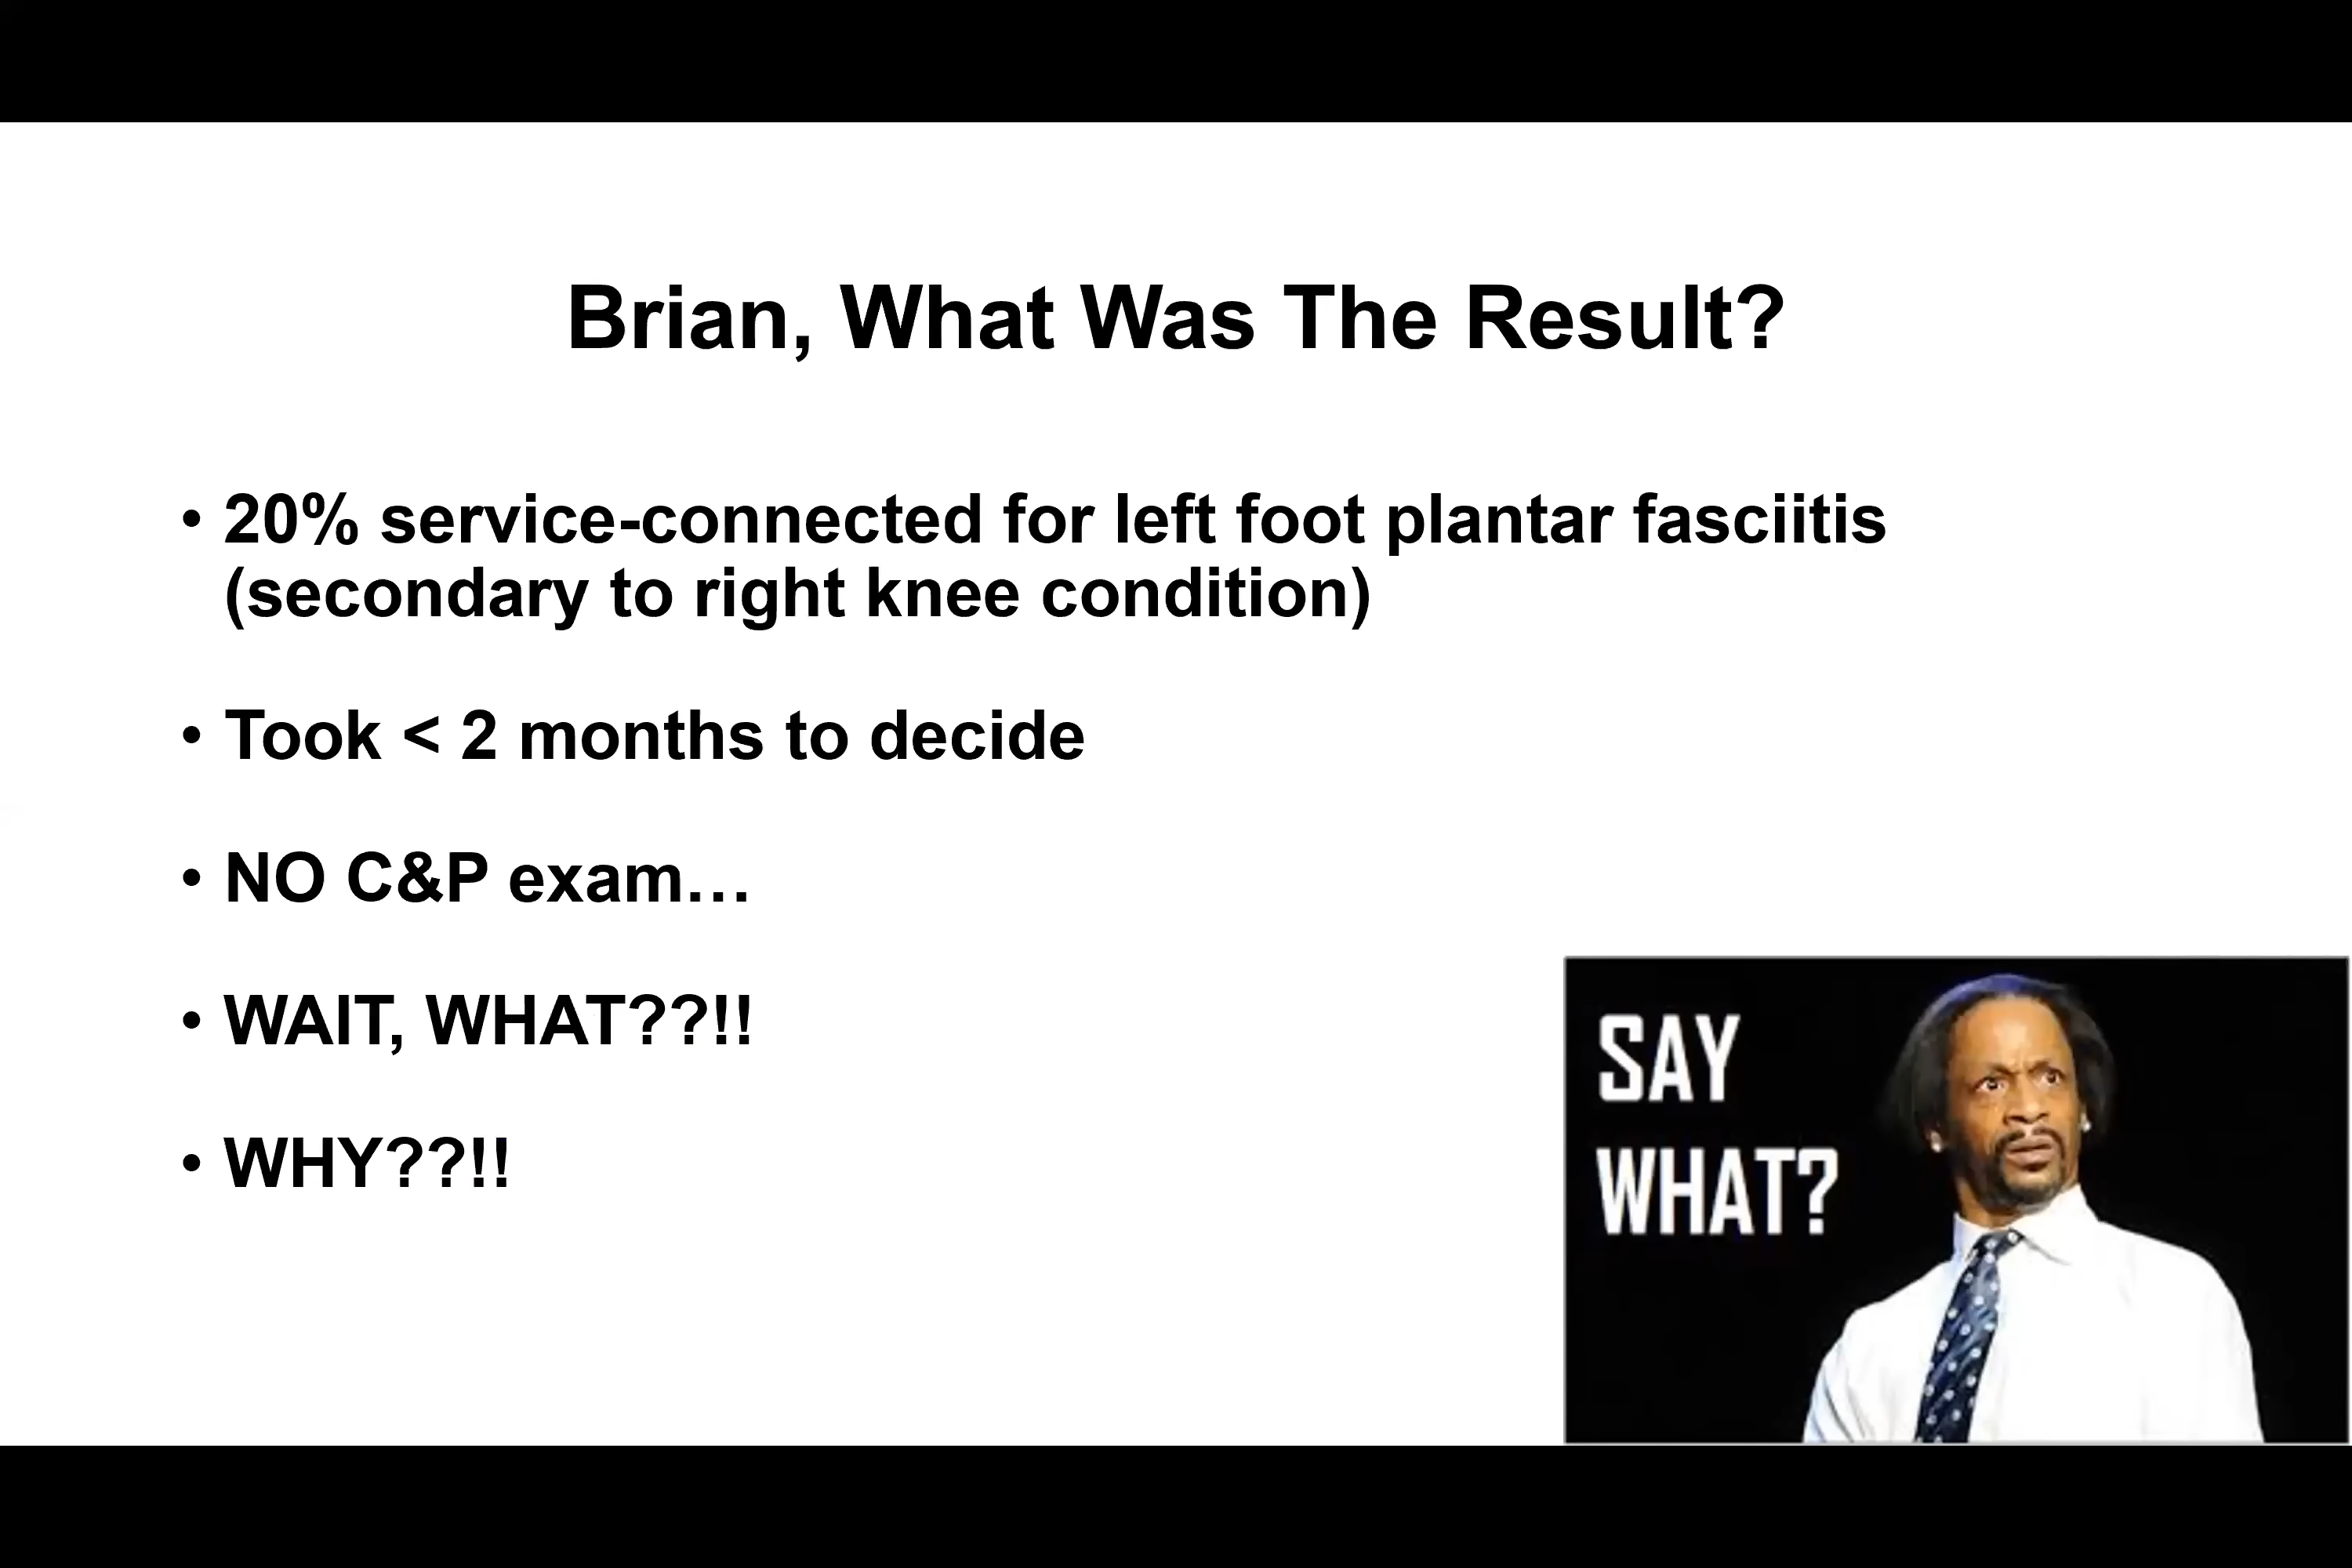 Brian, What Was The Result?
• 20% service-connected for left foot plantar fasciitis
(secondary to right knee condition)
• Took < 2 months to decide
• NO C&P exam…
• WAIT, WHAT??!!
• WHY??!!
SAY
WHAT?